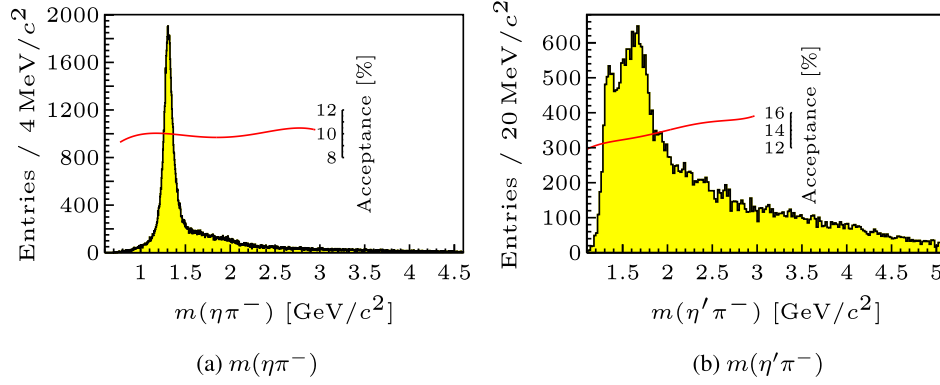 Entries / 4 MeV/c²
2000
1600
1200
800
400
0
12
10
8
Acceptance [%]
1 1.5 2 2.5 3 3.5 4 4.5
m(ηπ⁻) [GeV/c²]
(a) m(ηπ⁻)
Entries / 20 MeV/c²
600
500
400
300
200
100
0
16
14
12
Acceptance [%]
1.5 2 2.5 3 3.5 4 4.5 5
m(η′π⁻) [GeV/c²]
(b) m(η′π⁻)